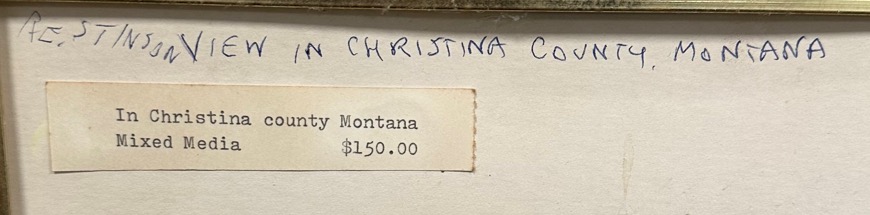 R.E. STINSON VIEW IN CHRISTINA COUNTY, MONTANA
In Christina county Montana
Mixed Media $150.00